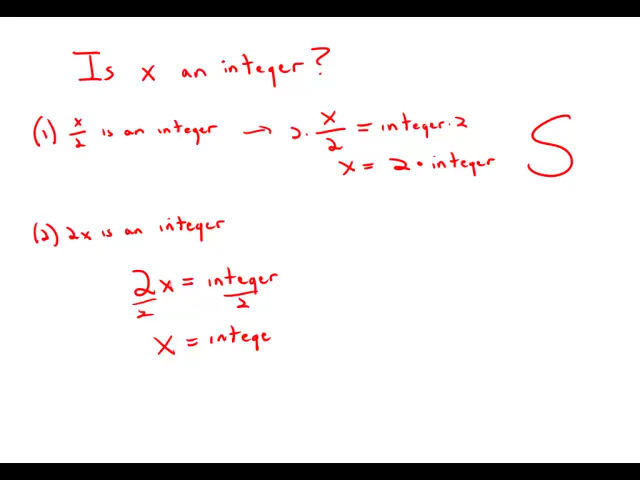 Is x an integer?
(1) x/2 is an integer → 2 · x/2 = integer · 2
x = 2 · integer
S
(2) 2x is an integer
2x/2 = integer/2
x = intege